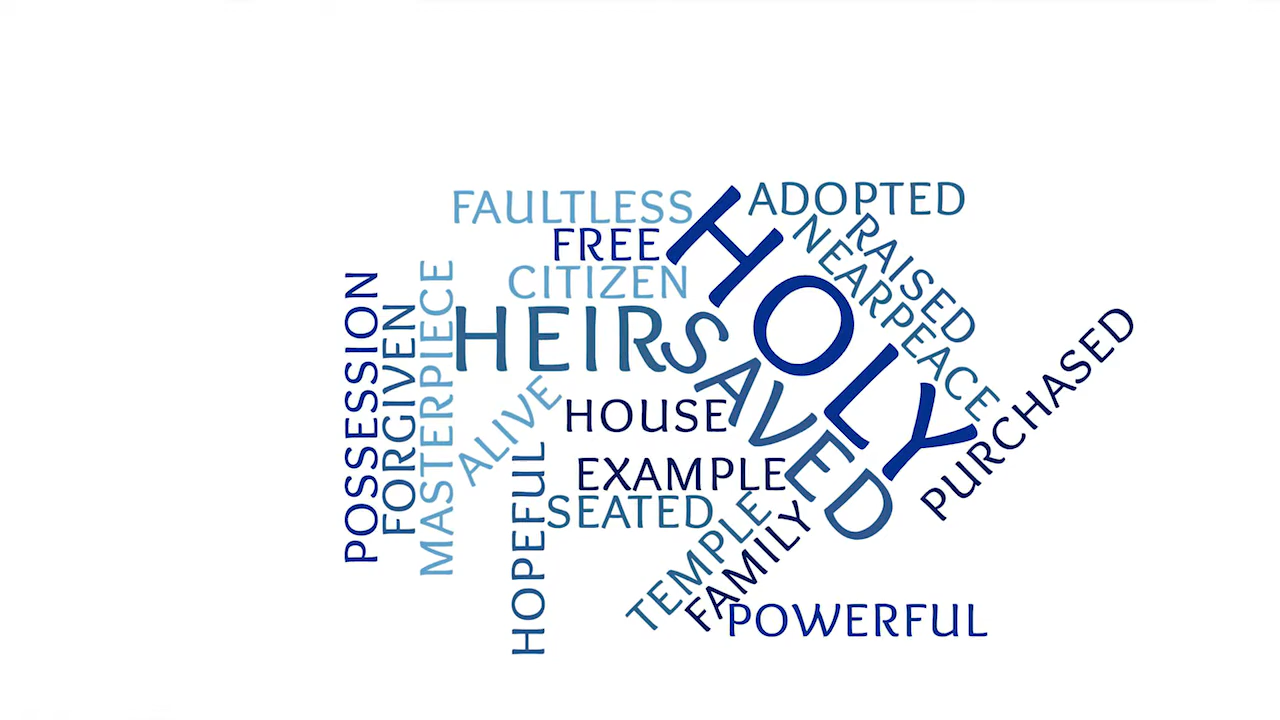 FAULTLESS
ADOPTED
FREE
HOLY
RAISED
NEAR
PEACE
CITIZEN
HEIR
SAVED
POSSESSION
FORGIVEN
MASTERPIECE
ALIVE
HOUSE
PURCHASED
EXAMPLE
HOPEFUL
SEATED
TEMPLE
FAMILY
POWERFUL